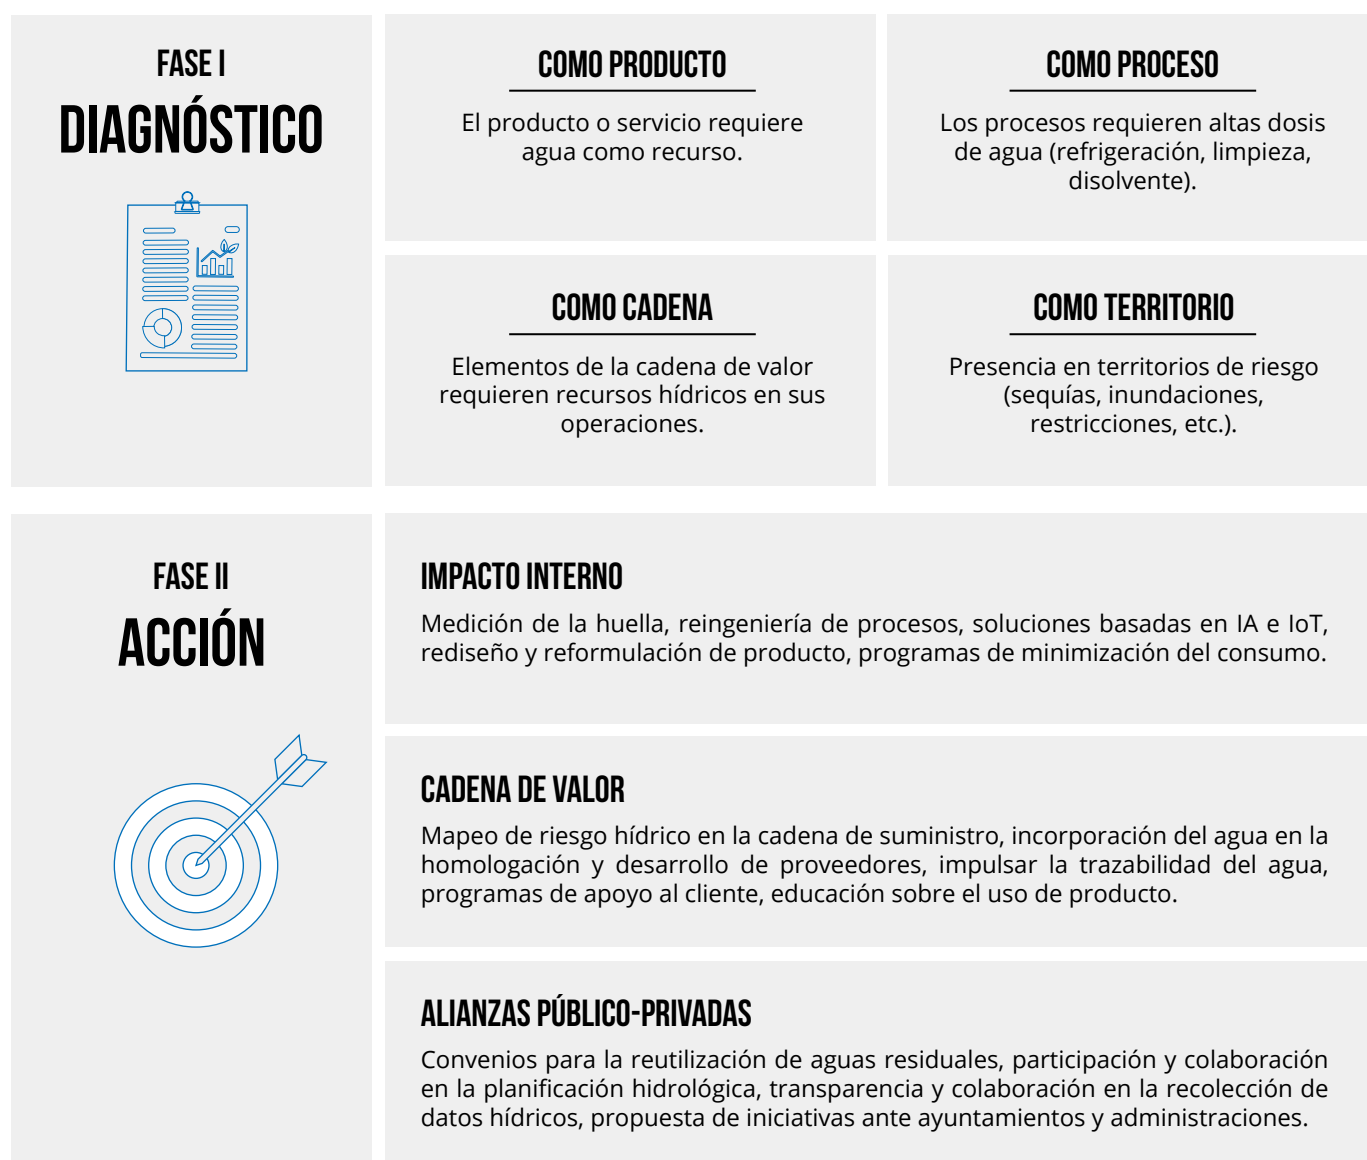 FASE I
DIAGNÓSTICO
COMO PRODUCTO
El producto o servicio requiere
agua como recurso.
COMO PROCESO
Los procesos requieren altas dosis
de agua (refrigeración, limpieza,
disolvente).
COMO CADENA
Elementos de la cadena de valor
requieren recursos hídricos en sus
operaciones.
COMO TERRITORIO
Presencia en territorios de riesgo
(sequías, inundaciones,
restricciones, etc.).
FASE II
ACCIÓN
IMPACTO INTERNO
Medición de la huella, reingeniería de procesos, soluciones basadas en IA e IoT,
rediseño y reformulación de producto, programas de minimización del consumo.
CADENA DE VALOR
Mapeo de riesgo hídrico en la cadena de suministro, incorporación del agua en la
homologación y desarrollo de proveedores, impulsar la trazabilidad del agua,
programas de apoyo al cliente, educación sobre el uso de producto.
ALIANZAS PÚBLICO-PRIVADAS
Convenios para la reutilización de aguas residuales, participación y colaboración
en la planificación hidrológica, transparencia y colaboración en la recolección de
datos hídricos, propuesta de iniciativas ante ayuntamientos y administraciones.